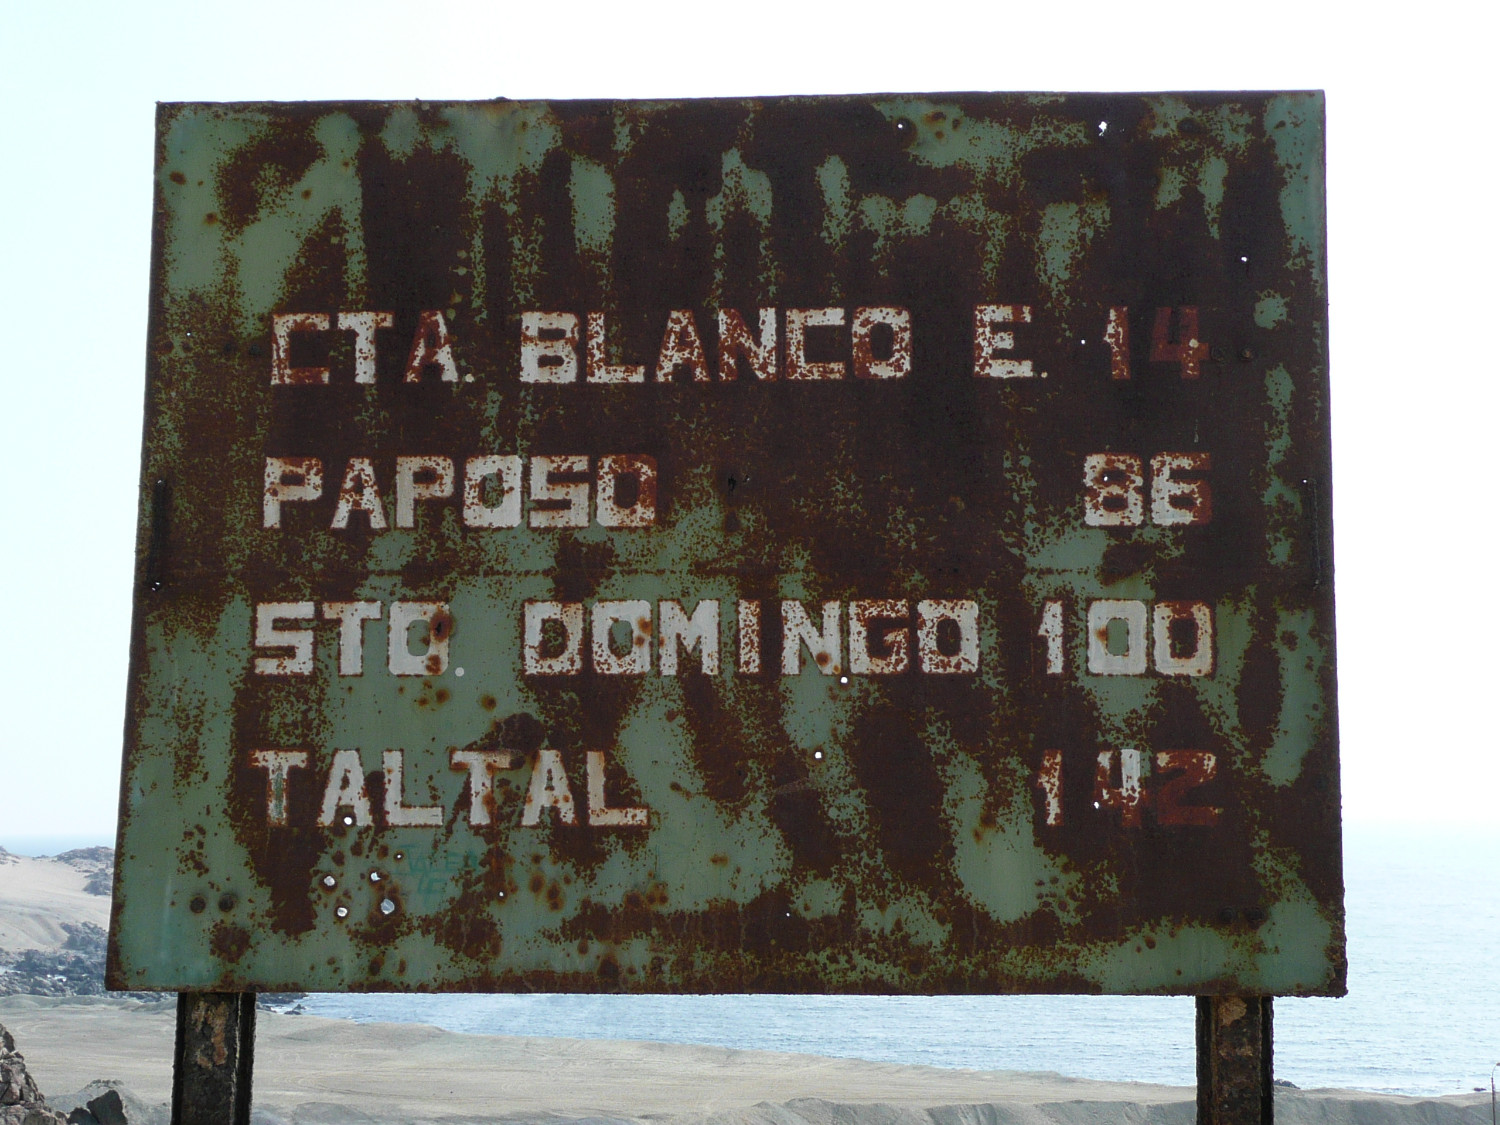 CTA. BLANCO E. 14
PAPOSO 86
STO. DOMINGO 100
TALTAL 142